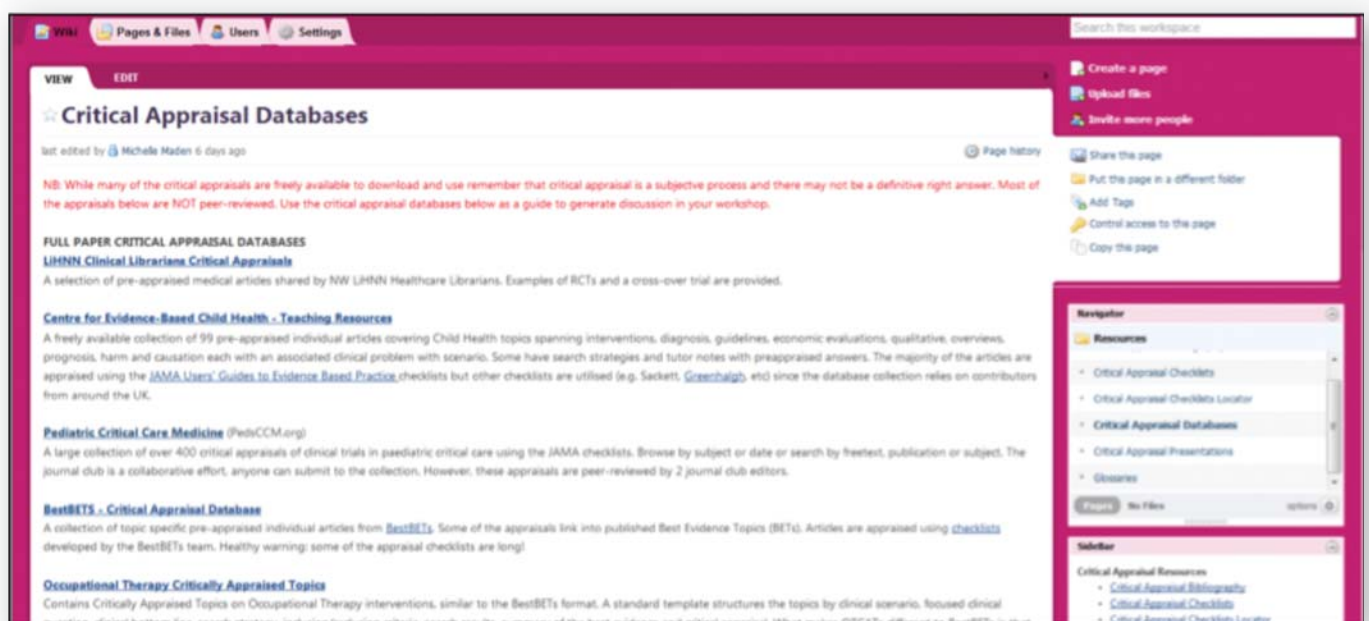 Wiki
Pages & Files
Users
Settings
Search this workspace
VIEW
EDIT
Create a page
Upload files
Invite more people
Critical Appraisal Databases
last edited by Michelle Maden 6 days ago
Page history
NB: While many of the critical appraisals are freely available to download and use remember that critical appraisal is a subjective process and there may not be a definitive right answer. Most of
the appraisals below are NOT peer-reviewed. Use the critical appraisal databases below as a guide to generate discussion in your workshop.
FULL PAPER CRITICAL APPRAISAL DATABASES
LiHNN Clinical Librarians Critical Appraisals
A selection of pre-appraised medical articles shared by NW LiHNN Healthcare Librarians. Examples of RCTs and a cross-over trial are provided.
Centre for Evidence-Based Child Health - Teaching Resources
A freely available collection of 99 pre-appraised individual articles covering Child Health topics spanning interventions, diagnosis, guidelines, economic evaluations, qualitative, overviews,
prognosis, harm and causation each with an associated clinical problem with scenario. Some have search strategies and tutor notes with preappraised answers. The majority of the articles are
appraised using the JAMA Users' Guides to Evidence Based Practice checklists but other checklists are utilised (e.g. Sackett, Greenhalgh, etc) since the database collection relies on contributors
from around the UK.
Pediatric Critical Care Medicine (PedsCCM.org)
A large collection of over 400 critical appraisals of clinical trials in paediatric critical care using the JAMA checklists. Browse by subject or date or search by freetext, publication or subject. The
journal club is a collaborative effort, anyone can submit to the collection. However, these appraisals are peer-reviewed by 2 journal club editors.
BestBETS - Critical Appraisal Database
A collection of topic specific pre-appraised individual articles from BestBETs. Some of the appraisals link into published Best Evidence Topics (BETs). Articles are appraised using checklists
developed by the BestBETs team. Healthy warning: some of the appraisal checklists are long!
Occupational Therapy Critically Appraised Topics
Contains Critically Appraised Topics on Occupational Therapy interventions, similar to the BestBETs format. A standard template structures the topics by clinical scenario, focused clinical
Share this page
Put this page in a different folder
Add Tags
Control access to this page
Copy this page
Navigator
Resources
Critical Appraisal Checklists
Critical Appraisal Checklists Locator
Critical Appraisal Databases
Critical Appraisal Presentations
Glossaries
Pages
No Files
options
SideBar
Critical Appraisal Resources
Critical Appraisal Bibliography
Critical Appraisal Checklists
Critical Appraisal Checklists Locator